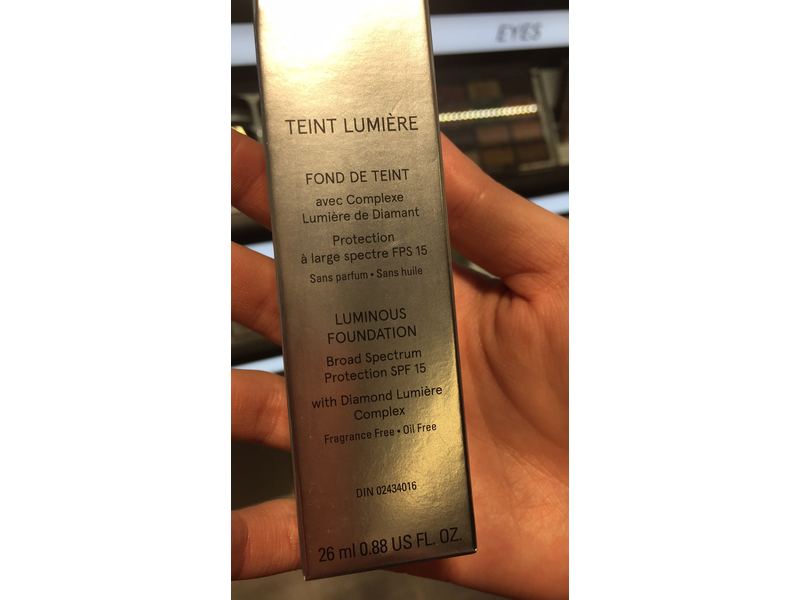 EYES
TEINT LUMIÈRE
FOND DE TEINT
avec Complexe
Lumière de Diamant
Protection
à large spectre FPS 15
Sans parfum • Sans huile
LUMINOUS
FOUNDATION
Broad Spectrum
Protection SPF 15
with Diamond Lumière
Complex
Fragrance Free • Oil Free
DIN 02434016
26 ml 0.88 US FL. OZ.